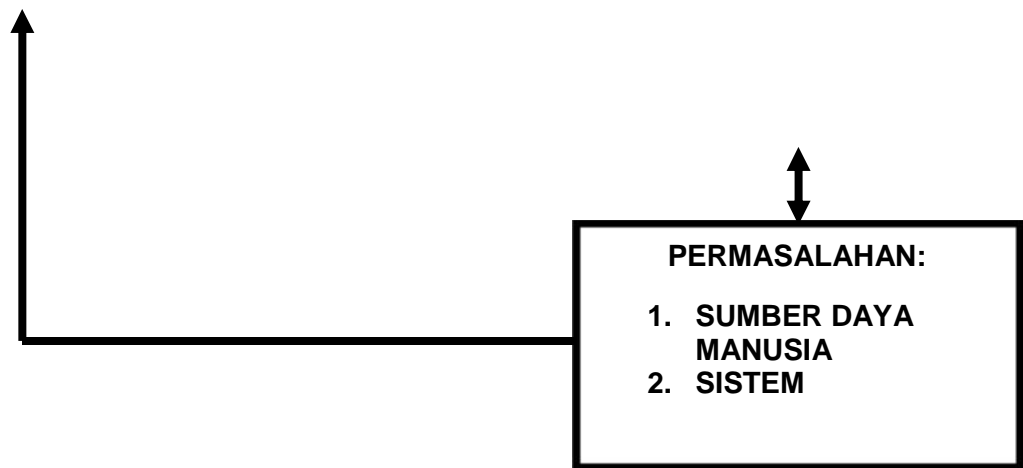 PERMASALAHAN:
1. SUMBER DAYA
MANUSIA
2. SISTEM